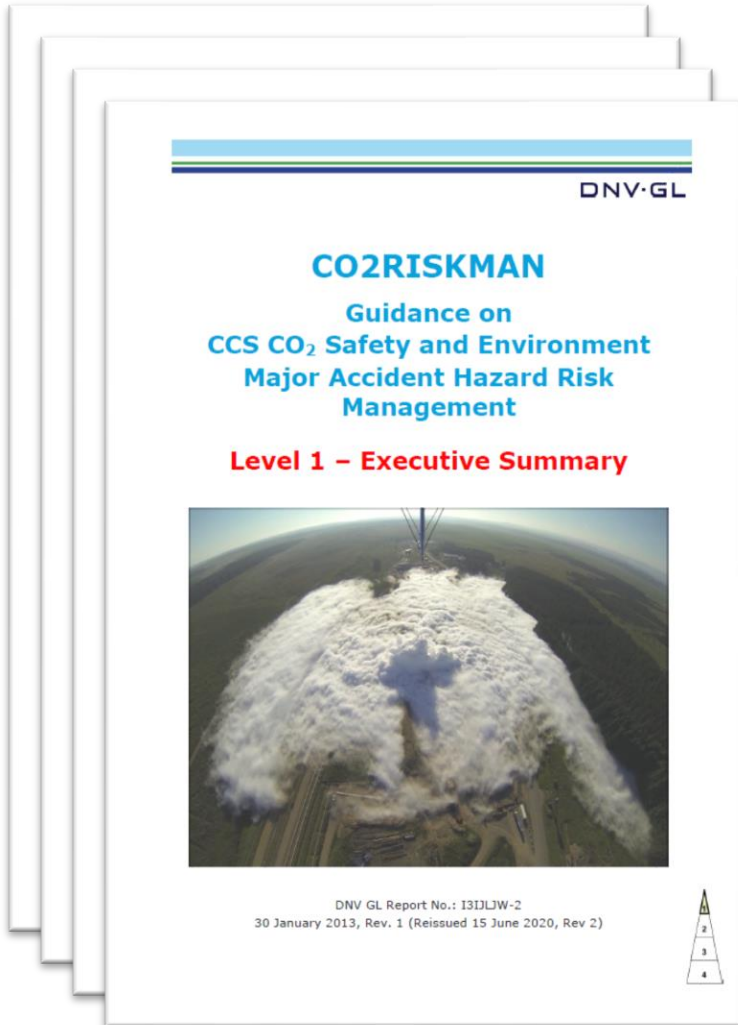 DNV·GL
CO2RISKMAN
Guidance on
CCS CO₂ Safety and Environment
Major Accident Hazard Risk
Management
Level 1 – Executive Summary
DNV GL Report No.: I3IJLJW-2
30 January 2013, Rev. 1 (Reissued 15 June 2020, Rev 2)
1
2
3
4